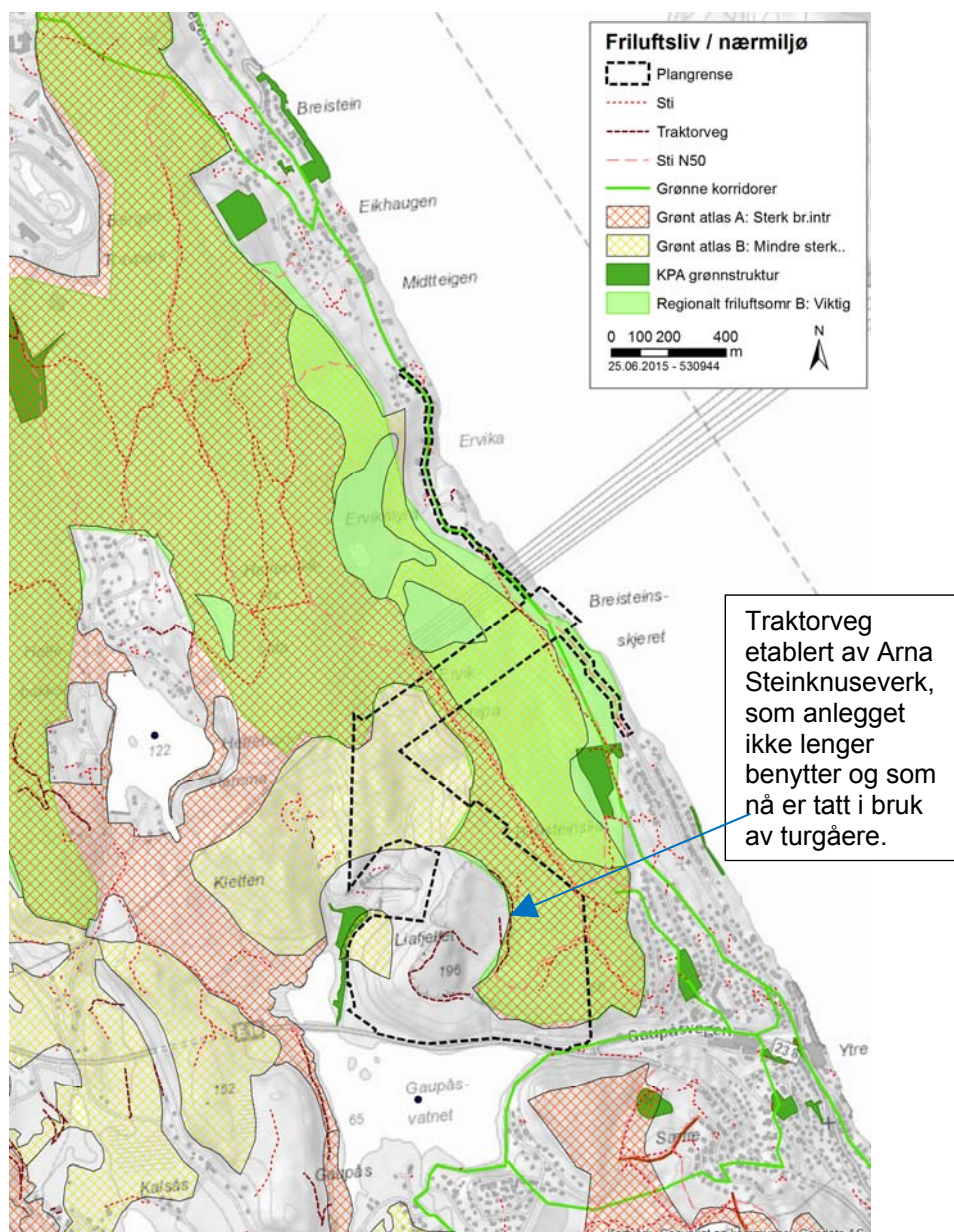 Friluftsliv / nærmiljø
Plangrense
Sti
Traktorveg
Sti N50
Grønne korridorer
Grønt atlas A: Sterk br.intr
Grønt atlas B: Mindre sterk..
KPA grønnstruktur
Regionalt friluftsomr B: Viktig
0 100 200 400
m
N
25.06.2015 - 530944
Breistein
Eikhaugen
Midtteigen
Ervika
Ervikmyra
Breisteins-
skjeret
Traktorveg
etablert av Arna
Steinknuseverk,
som anlegget
ikke lenger
benytter og som
nå er tatt i bruk
av turgåere.
122
Kletten
Liafjellet
196
Gaupåsvegen
Ytre
152
Gaupås-
65 vatnet
Gaupås
Kalsås